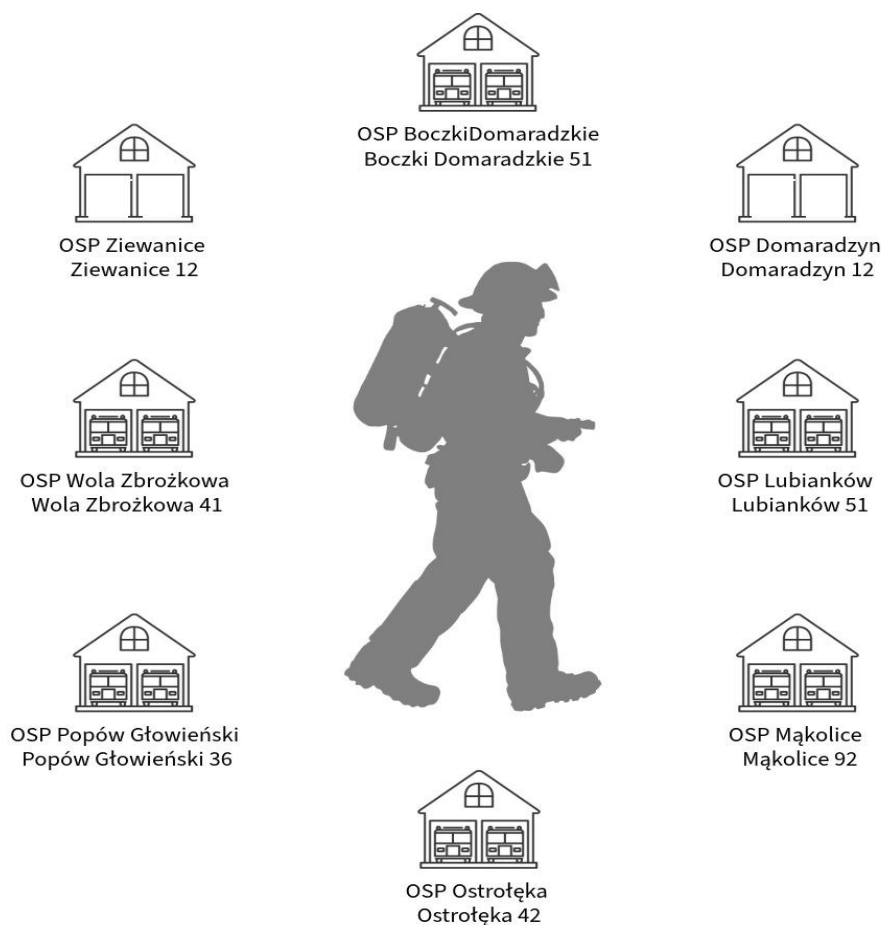 OSP BoczkiDomaradzkie
Boczki Domaradzkie 51
OSP Ziewanice
Ziewanice 12
OSP Domaradzyn
Domaradzyn 12
OSP Wola Zbrożkowa
Wola Zbrożkowa 41
OSP Lubianków
Lubianków 51
OSP Popów Głowieński
Popów Głowieński 36
OSP Mąkolice
Mąkolice 92
OSP Ostrołęka
Ostrołęka 42